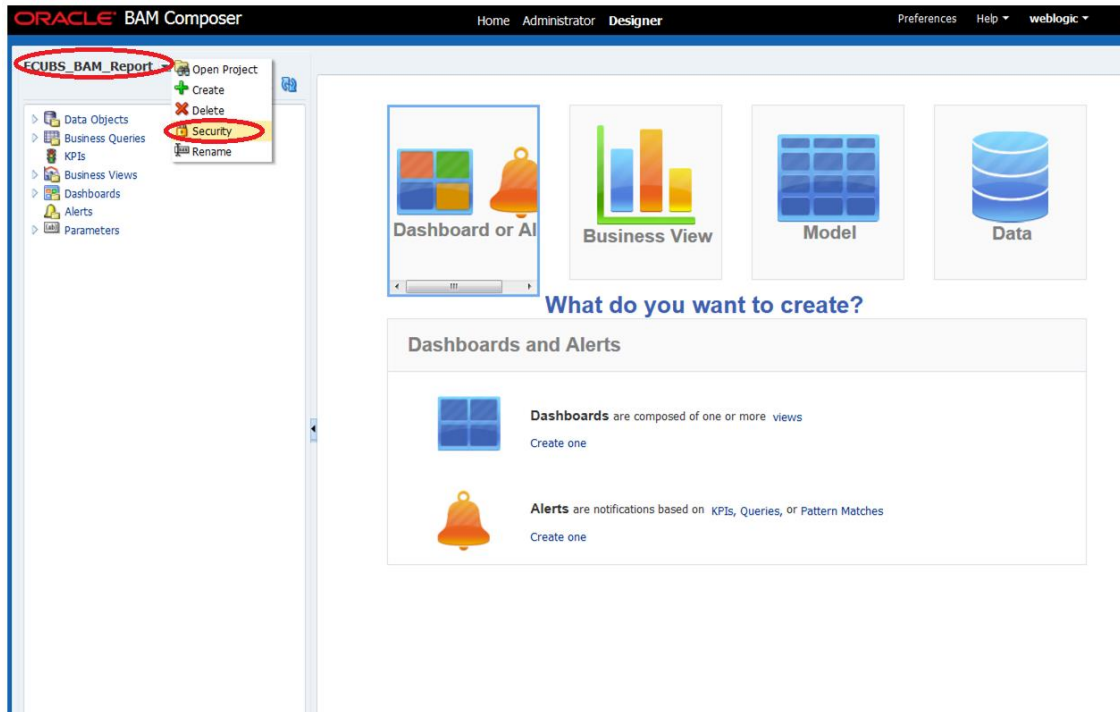 ORACLE BAM Composer
Home Administrator Designer
Preferences Help weblogic
ECUBS_BAM_Report
Open Project
Create
Delete
Security
Rename
Data Objects
Business Queries
KPIs
Business Views
Dashboards
Alerts
Parameters
Dashboard or Al
Business View
Model
Data
What do you want to create?
Dashboards and Alerts
Dashboards are composed of one or more views
Create one
Alerts are notifications based on KPIs, Queries, or Pattern Matches
Create one